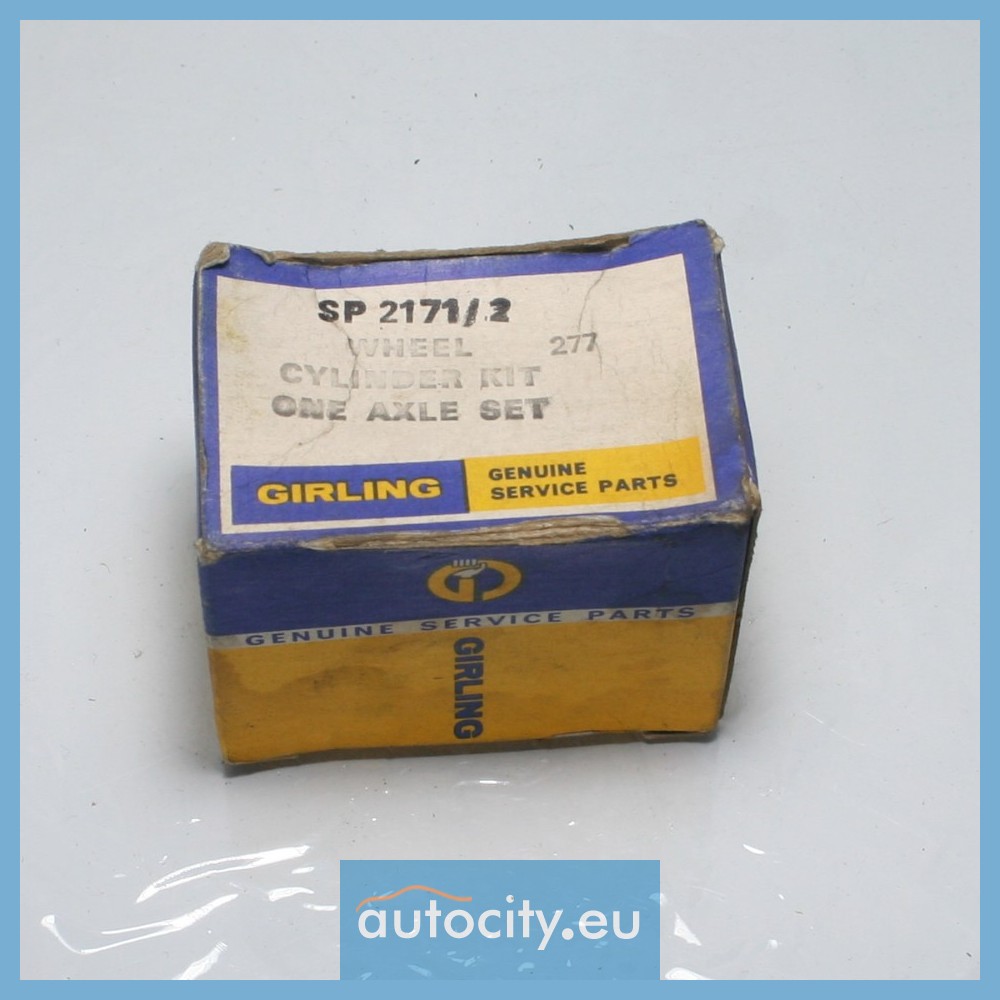 SP 2171/2
WHEEL 277
CYLINDER KIT
ONE AXLE SET
GIRLING
GENUINE
SERVICE PARTS
GENUINE SERVICE PARTS
GIRLING
autocity.eu